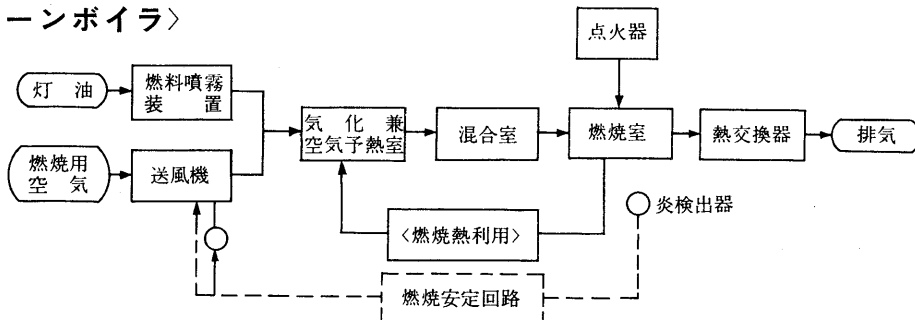 ーンボイラ〉
点火器
灯油
燃料噴霧
装置
気化兼
空気予熱室
混合室
燃焼室
熱交換器
排気
燃焼用
空気
送風機
〈燃焼熱利用〉
炎検出器
燃焼安定回路